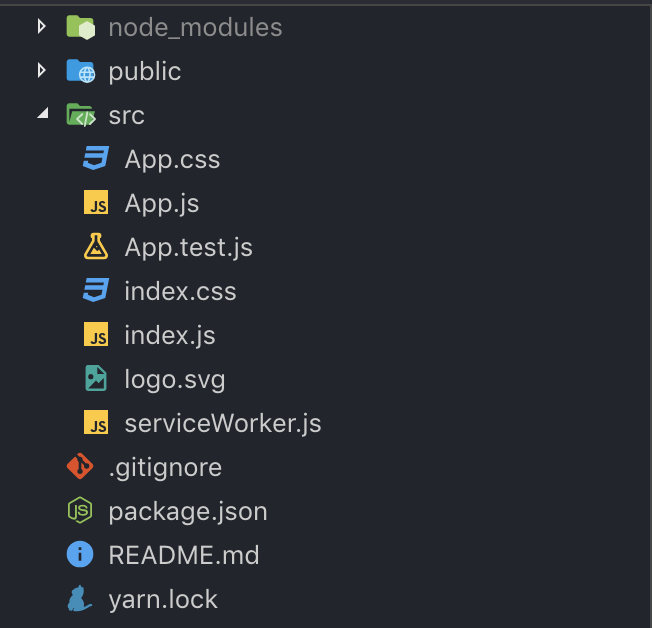 node_modules
public
src
App.css
App.js
App.test.js
index.css
index.js
logo.svg
serviceWorker.js
.gitignore
package.json
README.md
yarn.lock